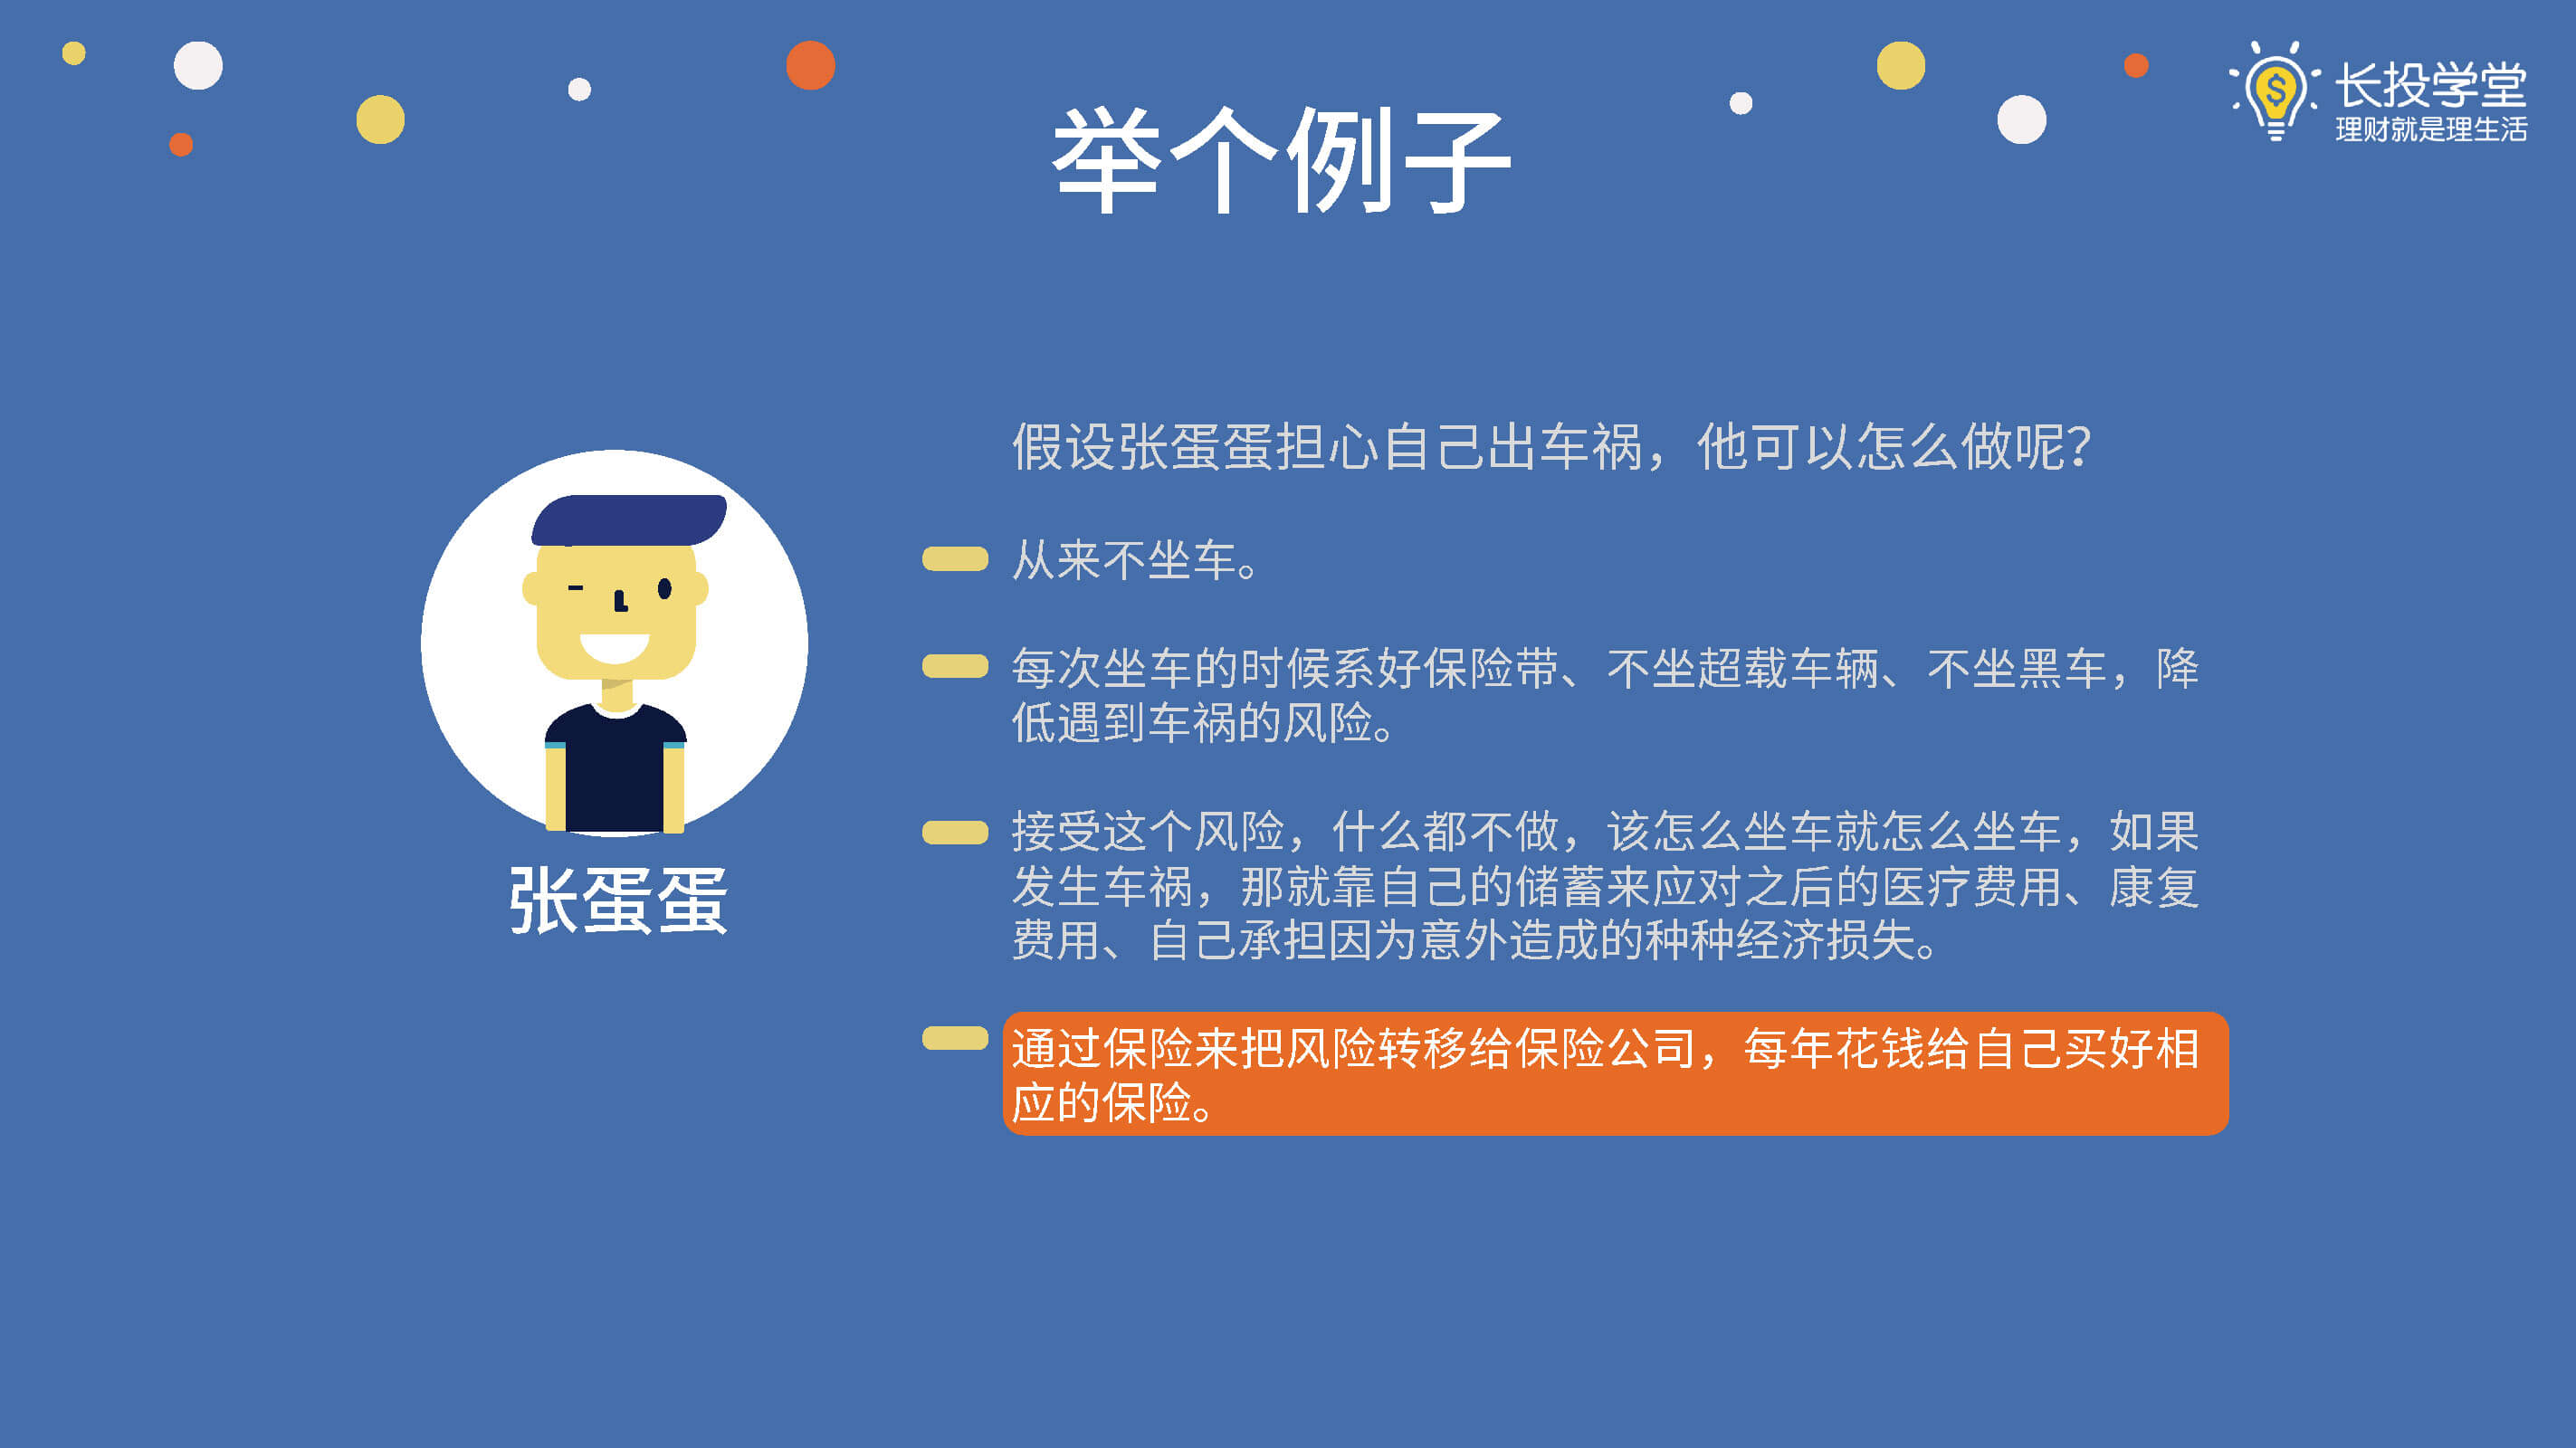 长投学堂
理财就是理生活
举个例子
假设张蛋蛋担心自己出车祸，他可以怎么做呢？
从来不坐车。
每次坐车的时候系好保险带、不坐超载车辆、不坐黑车，降
低遇到车祸的风险。
接受这个风险，什么都不做，该怎么坐车就怎么坐车，如果
发生车祸，那就靠自己的储蓄来应对之后的医疗费用、康复
费用、自己承担因为意外造成的种种经济损失。
通过保险来把风险转移给保险公司，每年花钱给自己买好相
应的保险。
张蛋蛋